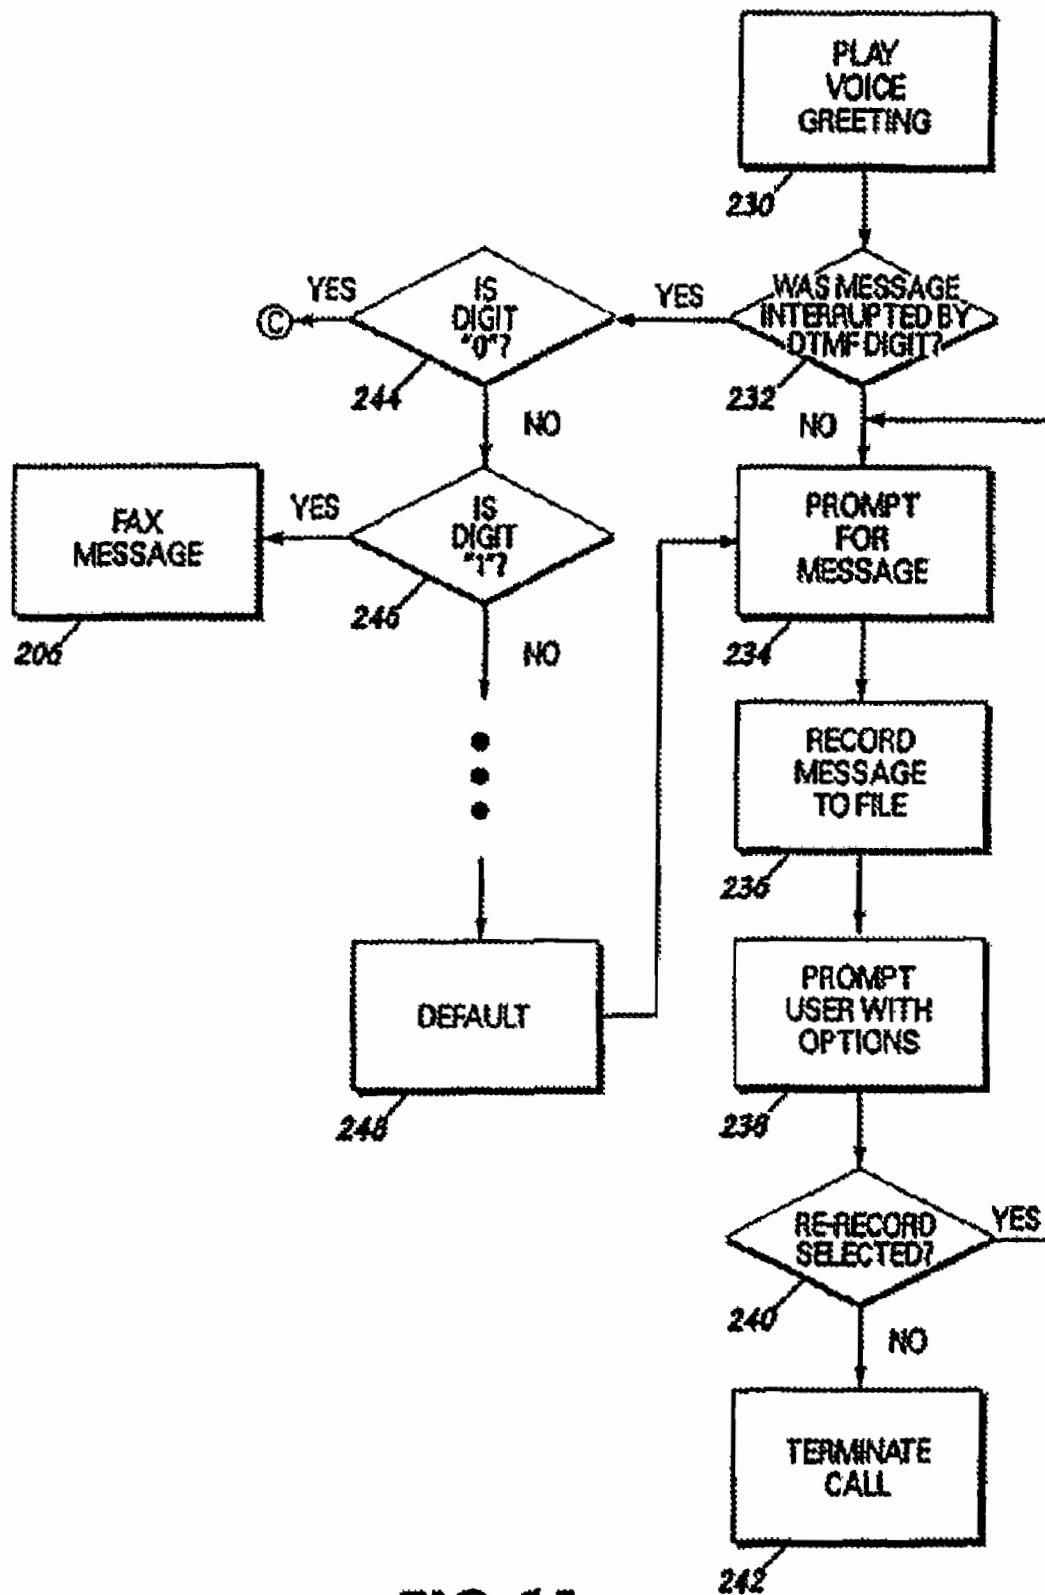 PLAY
VOICE
GREETING
230
WAS MESSAGE
INTERRUPTED BY
DTMF DIGIT?
232
YES
NO
IS
DIGIT
"0"?
244
YES
C
NO
IS
DIGIT
"1"?
246
YES
FAX
MESSAGE
206
NO
DEFAULT
248
PROMPT
FOR
MESSAGE
234
RECORD
MESSAGE
TO FILE
236
PROMPT
USER WITH
OPTIONS
238
RE-RECORD
SELECTED?
240
YES
NO
TERMINATE
CALL
242